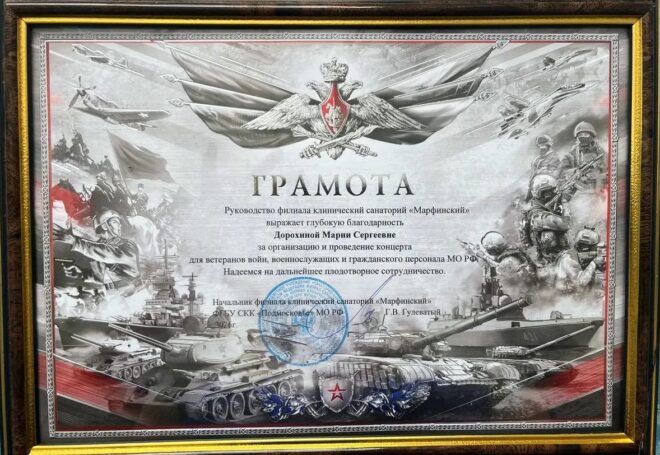 ГРАМОТА
Руководство филиала клинический санаторий «Марфинский»
выражает глубокую благодарность
Дорохиной Марии Сергеевне
за организацию и проведение концерта
для ветеранов войн, военнослужащих и гражданского персонала МО РФ
Надеемся на дальнейшее плодотворное сотрудничество.
Начальник филиала клинический санаторий «Марфинский»
ФГБУ СКК «Подмосковье» МО РФ Г.В. Гулеватый